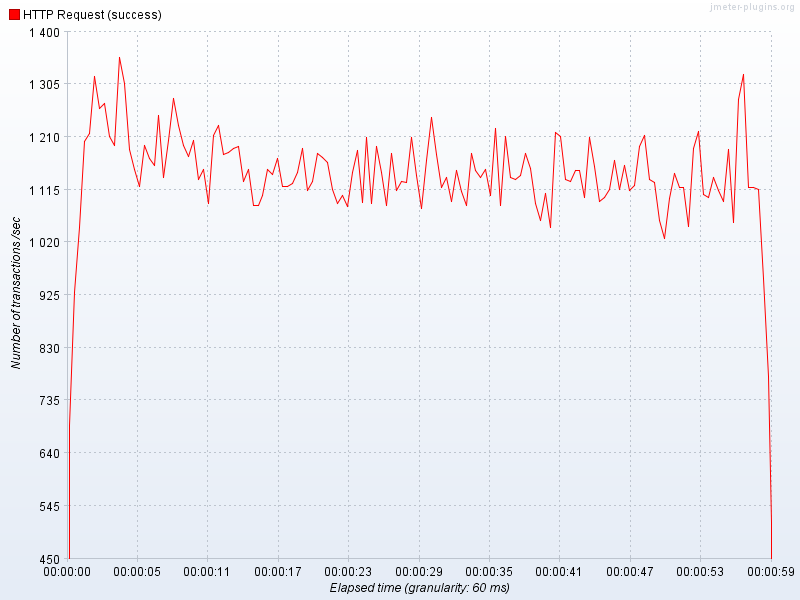 jmeter-plugins.org
HTTP Request (success)
1 400
1 305
1 210
1 115
1 020
925
830
735
640
545
450
Number of transactions /sec
00:00:00 00:00:05 00:00:11 00:00:17 00:00:23 00:00:29 00:00:35 00:00:41 00:00:47 00:00:53 00:00:59
Elapsed time (granularity: 60 ms)